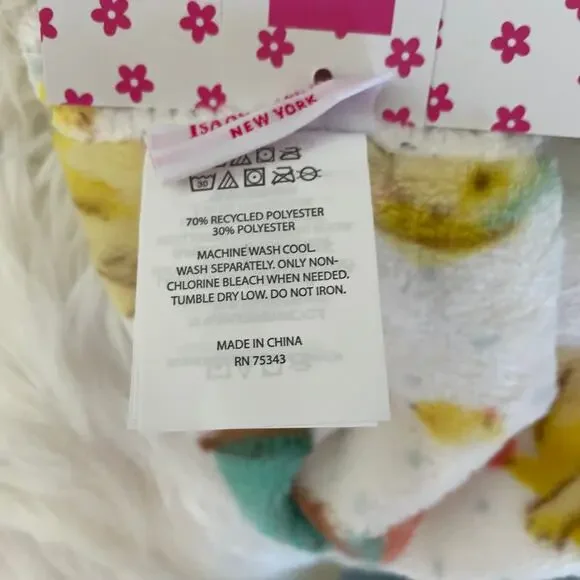 NEW YORK
30
70% RECYCLED POLYESTER
30% POLYESTER
MACHINE WASH COOL.
WASH SEPARATELY. ONLY NON-
CHLORINE BLEACH WHEN NEEDED.
TUMBLE DRY LOW. DO NOT IRON.
MADE IN CHINA
RN 75343